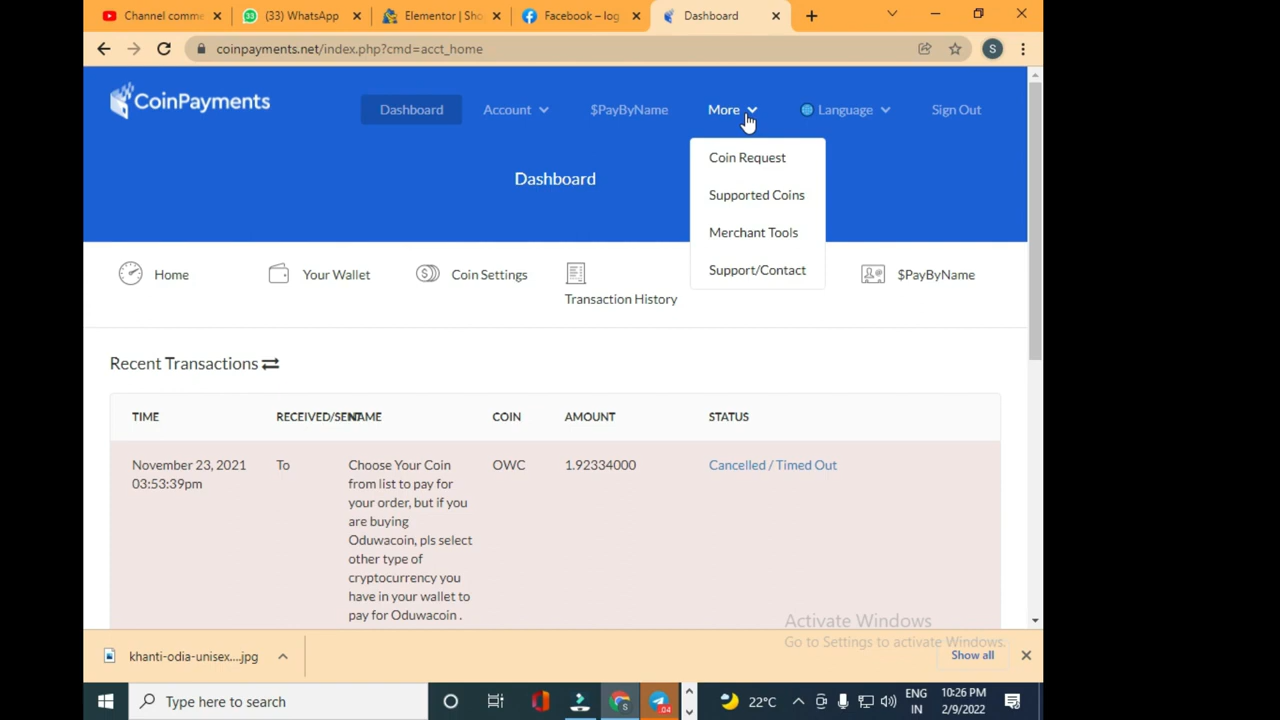 Channel comme
(33) WhatsApp
Elementor | Sho
Facebook – log
Dashboard
coinpayments.net/index.php?cmd=acct_home
S
CoinPayments
Dashboard
Account
$PayByName
More
Language
Sign Out
Coin Request
Supported Coins
Merchant Tools
Support/Contact
Dashboard
Home
Your Wallet
Coin Settings
Transaction History
$PayByName
Recent Transactions
TIME
RECEIVED/SENT
NAME
COIN
AMOUNT
STATUS
November 23, 2021
03:53:39pm
To
Choose Your Coin
from list to pay for
your order, but if you
are buying
Oduwacoin, pls select
other type of
cryptocurrency you
have in your wallet to
pay for Oduwacoin .
OWC
1.92334000
Cancelled / Timed Out
Activate Windows
Go to Settings to activate Windows.
khanti-odia-unisex....jpg
Show all
Type here to search
S
04
22°C
ENG
IN
10:26 PM
2/9/2022